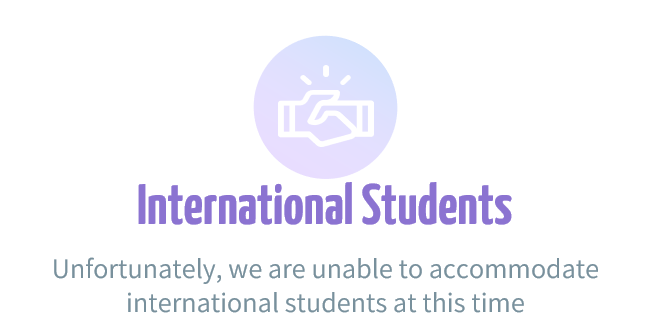 International Students
Unfortunately, we are unable to accommodate
international students at this time